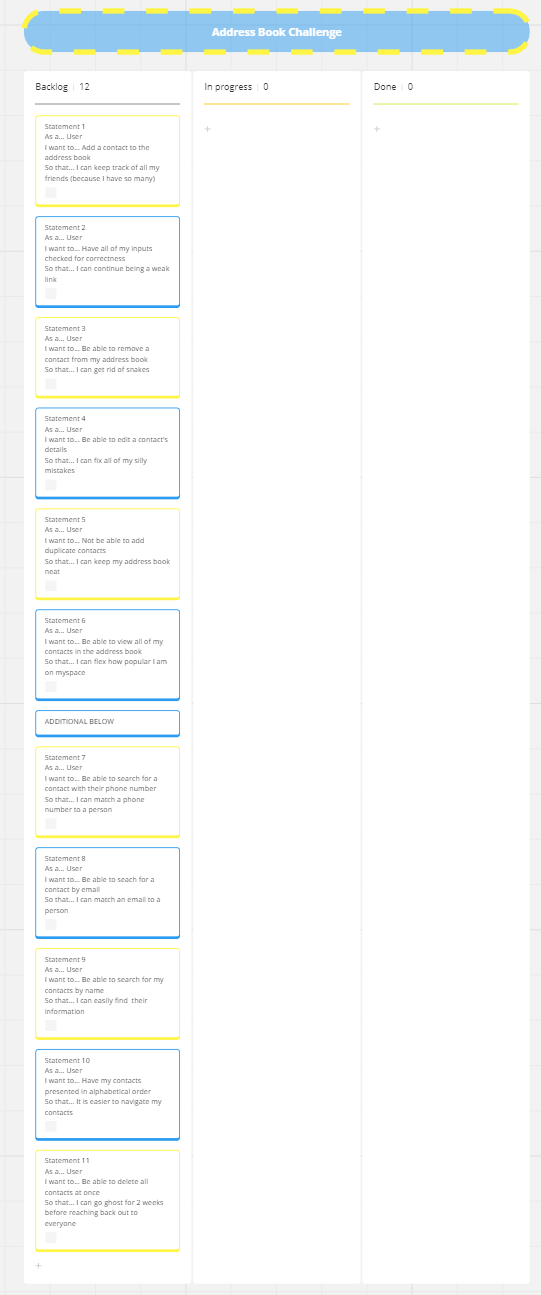 Address Book Challenge
Backlog | 12
In progress | 0
Done | 0
+
+
Statement 1
As a... User
I want to... Add a contact to the
address book
So that... I can keep track of all my
friends (because I have so many)
Statement 2
As a... User
I want to... Have all of my inputs
checked for correctness
So that... I can continue being a weak
link
Statement 3
As a... User
I want to... Be able to remove a
contact from my address book
So that... I can get rid of snakes
Statement 4
As a... User
I want to... Be able to edit a contact's
details
So that... I can fix all of my silly
mistakes
Statement 5
As a... User
I want to... Not be able to add
duplicate contacts
So that... I can keep my address book
neat
Statement 6
As a... User
I want to... Be able to view all of my
contacts in the address book
So that... I can flex how popular I am
on myspace
ADDITIONAL BELOW
Statement 7
As a... User
I want to... Be able to search for a
contact with their phone number
So that... I can match a phone
number to a person
Statement 8
As a... User
I want to... Be able to seach for a
contact by email
So that... I can match an email to a
person
Statement 9
As a... User
I want to... Be able to search for my
contacts by name
So that... I can easily find  their
information
Statement 10
As a... User
I want to... Have my contacts
presented in alphabetical order
So that... It is easier to navigate my
contacts
Statement 11
As a... User
I want to... Be able to delete all
contacts at once
So that... I can go ghost for 2 weeks
before reaching back out to
everyone
+